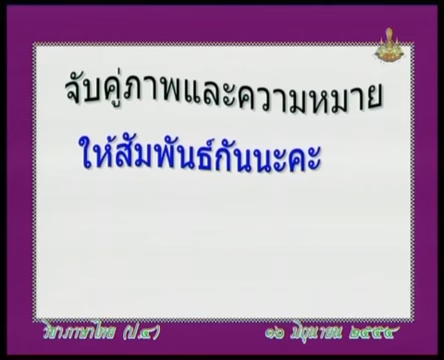 จับคู่ภาพและความหมาย
ให้สัมพันธ์กันนะคะ
วิชาภาษาไทย (ป.๔) ๑๖ มิถุนายน ๒๕๕๔